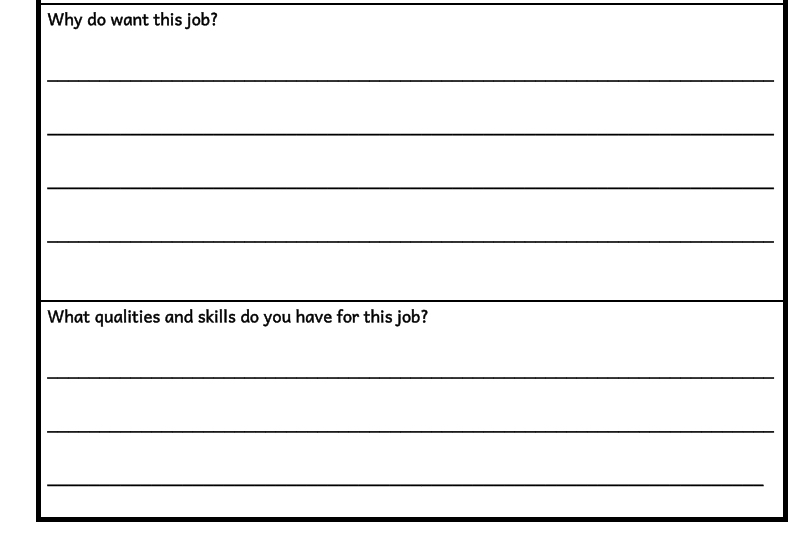 Why do want this job?
What qualities and skills do you have for this job?